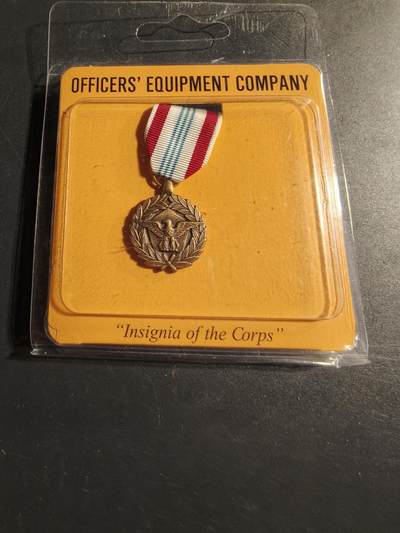 OFFICERS' EQUIPMENT COMPANY
"Insignia of the Corps"